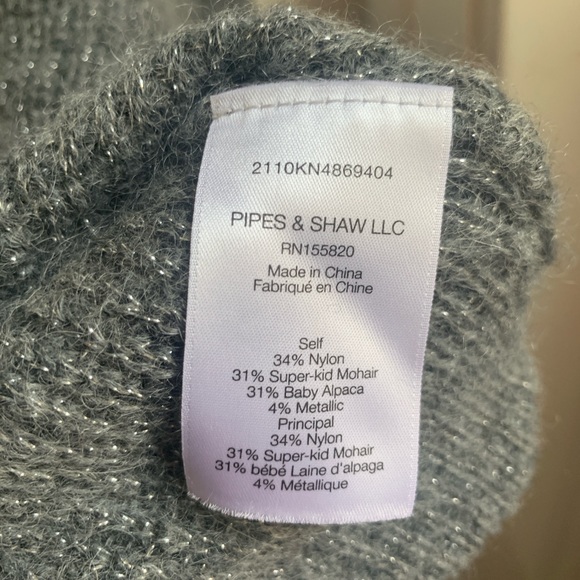 2110KN4869404
PIPES & SHAW LLC
RN155820
Made in China
Fabriqué en Chine
Self
34% Nylon
31% Super-kid Mohair
31% Baby Alpaca
4% Metallic
Principal
34% Nylon
31% Super-kid Mohair
31% bébé Laine d'alpaga
4% Métallique